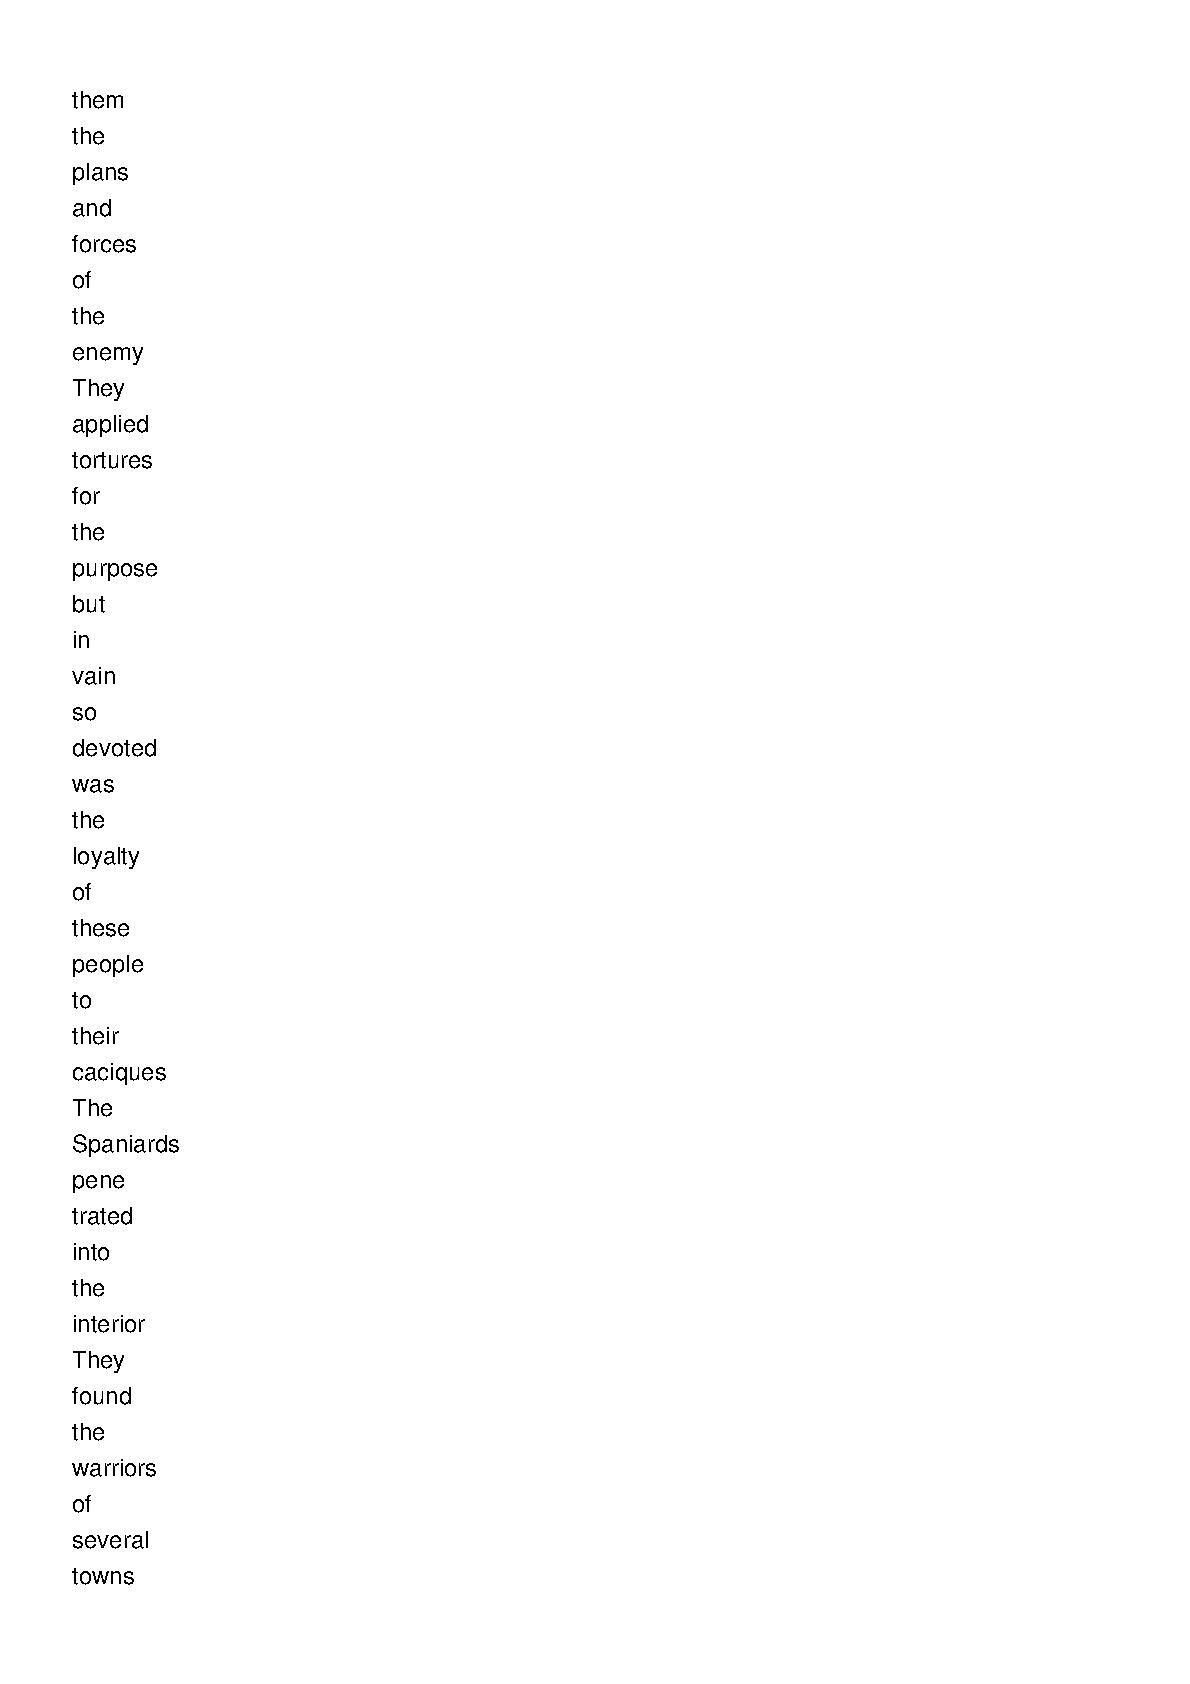 them
the
plans
and
forces
of
the
enemy
They
applied
tortures
for
the
purpose
but
in
vain
so
devoted
was
the
loyalty
of
these
people
to
their
caciques
The
Spaniards
pene
trated
into
the
interior
They
found
the
warriors
of
several
towns